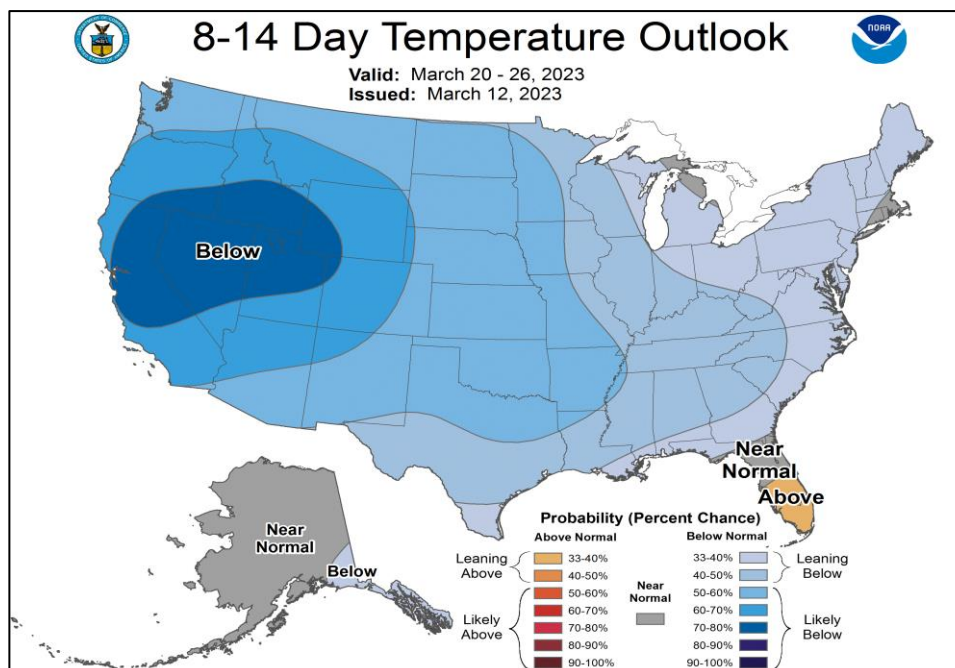 8-14 Day Temperature Outlook
NOAA
Valid: March 20 - 26, 2023
Issued: March 12, 2023
Below
Near
Normal
Above
Near
Normal
Below
Probability (Percent Chance)
Above Normal
Below Normal
Leaning
Above
33-40%
40-50%
Likely
Above
50-60%
60-70%
70-80%
80-90%
90-100%
Near
Normal
33-40%
40-50%
Leaning
Below
50-60%
60-70%
70-80%
80-90%
90-100%
Likely
Below